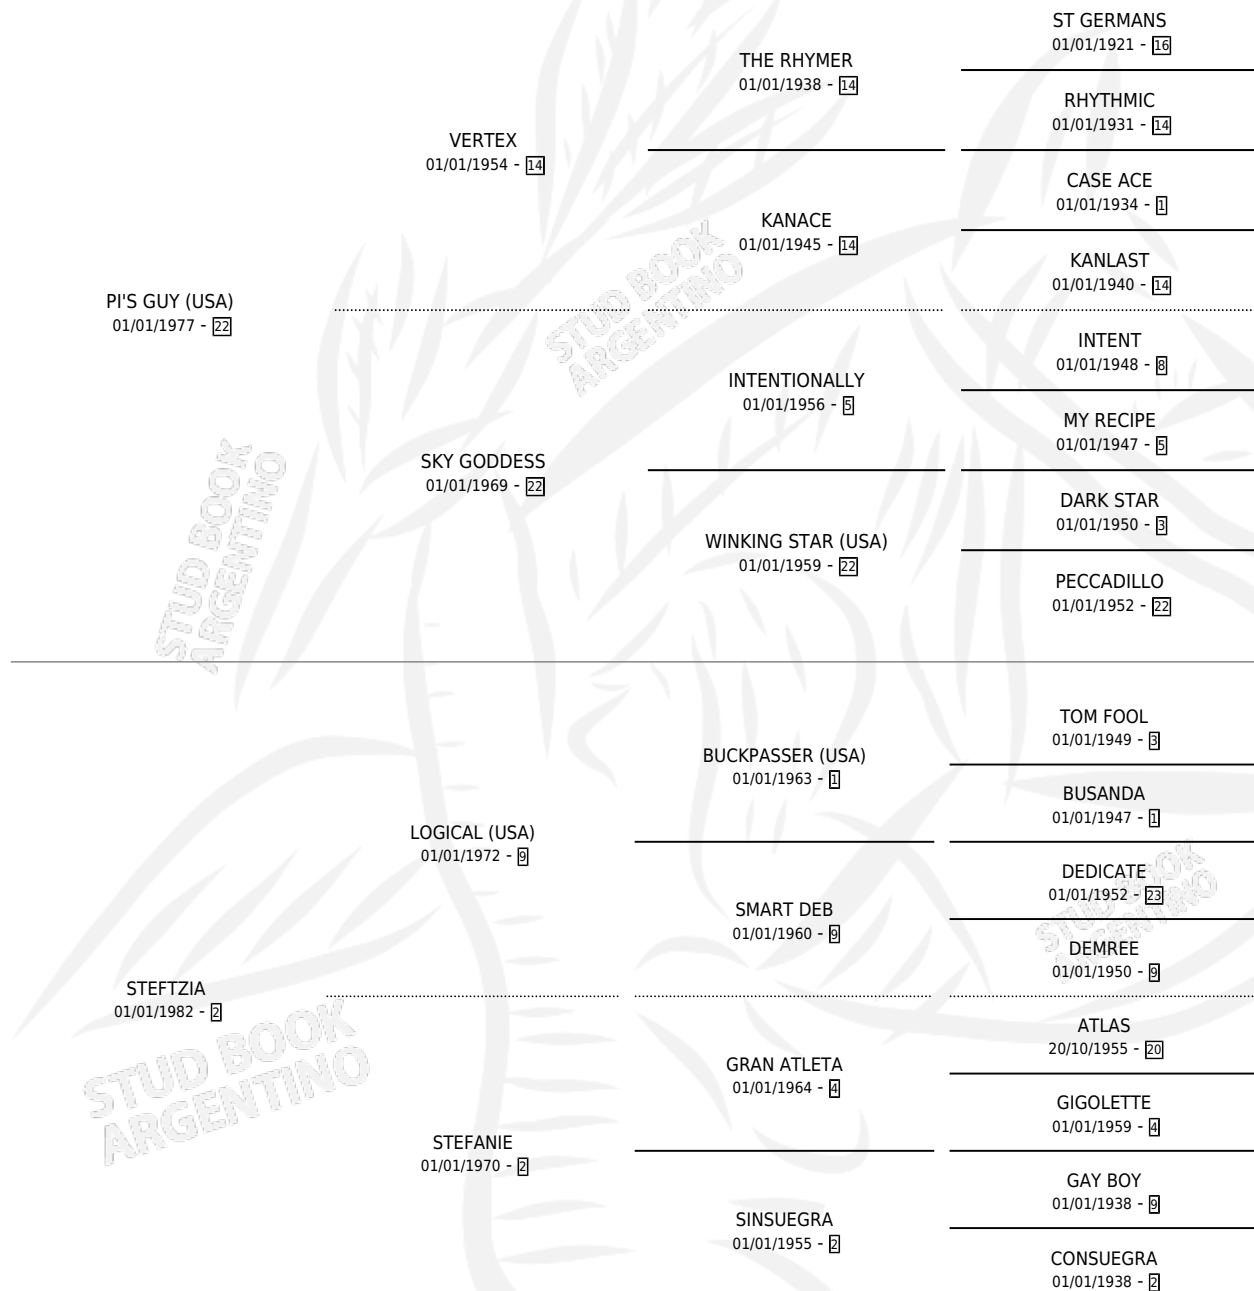 ST GERMANS
01/01/1921 - 16
THE RHYMER
01/01/1938 - 14
RHYTHMIC
01/01/1931 - 14
VERTEX
01/01/1954 - 14
CASE ACE
01/01/1934 - 1
KANACE
01/01/1945 - 14
KANLAST
01/01/1940 - 14
PI'S GUY (USA)
01/01/1977 - 22
INTENT
01/01/1948 - 8
INTENTIONALLY
01/01/1956 - 5
MY RECIPE
01/01/1947 - 5
SKY GODDESS
01/01/1969 - 22
DARK STAR
01/01/1950 - 3
WINKING STAR (USA)
01/01/1959 - 22
PECCADILLO
01/01/1952 - 22
TOM FOOL
01/01/1949 - 3
BUCKPASSER (USA)
01/01/1963 - 1
BUSANDA
01/01/1947 - 1
LOGICAL (USA)
01/01/1972 - 9
DEDICATE
01/01/1952 - 23
SMART DEB
01/01/1960 - 9
DEMREE
01/01/1950 - 9
STEFTZIA
01/01/1982 - 2
ATLAS
20/10/1955 - 20
GRAN ATLETA
01/01/1964 - 4
GIGOLETTE
01/01/1959 - 4
STEFANIE
01/01/1970 - 2
GAY BOY
01/01/1938 - 9
SINSUEGRA
01/01/1955 - 2
CONSUEGRA
01/01/1938 - 2
STUD BOOK
ARGENTINO
STUD BOOK
ARGENTINO
STUD BOOK
ARGENTINO
STUD BOOK
ARGENTINO